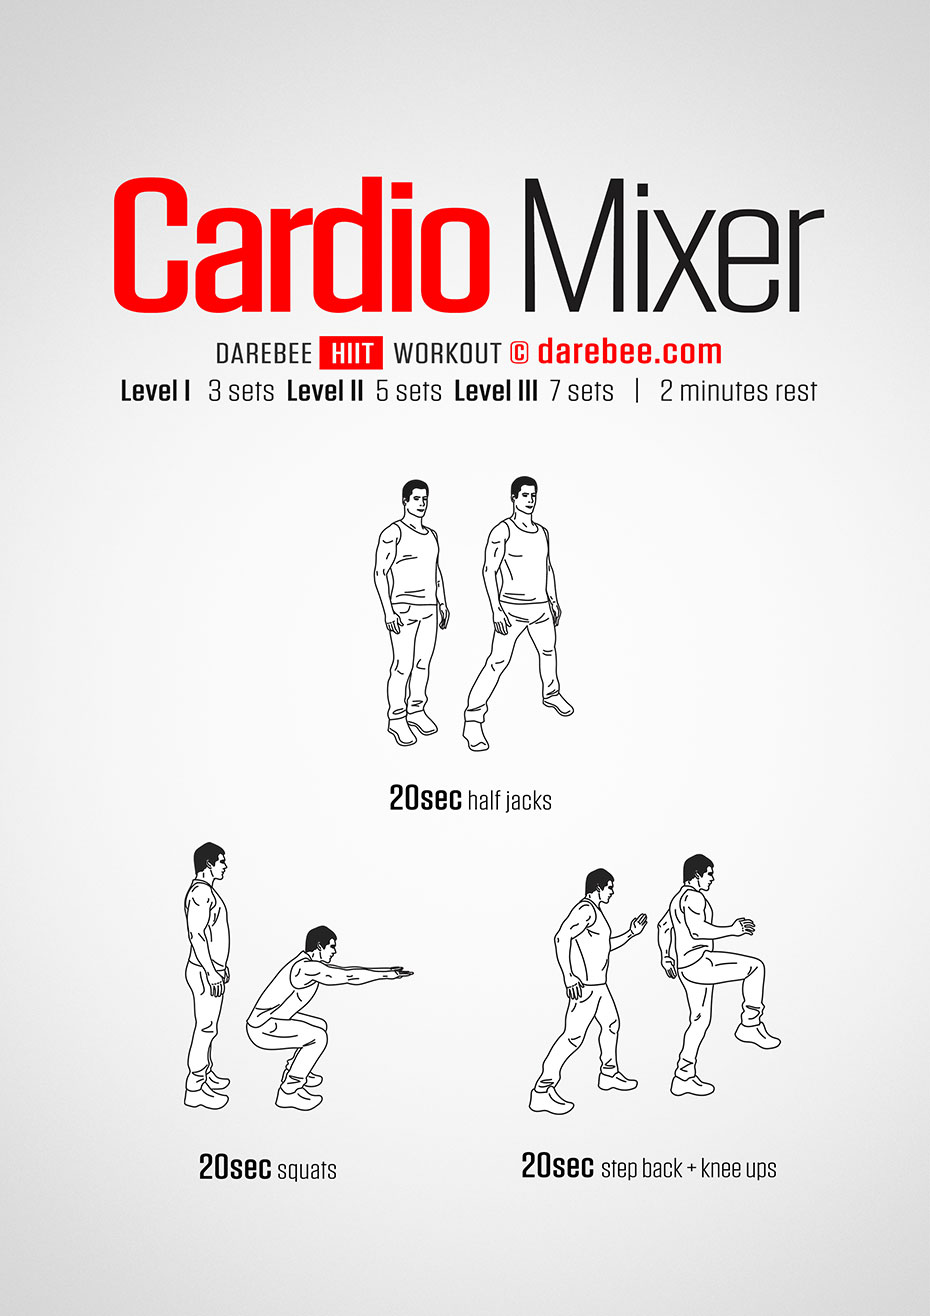 Cardio Mixer
DAREBEE HIIT WORKOUT © darebee.com
Level I 3 sets Level II 5 sets Level III 7 sets | 2 minutes rest
20sec half jacks
20sec squats
20sec step back + knee ups